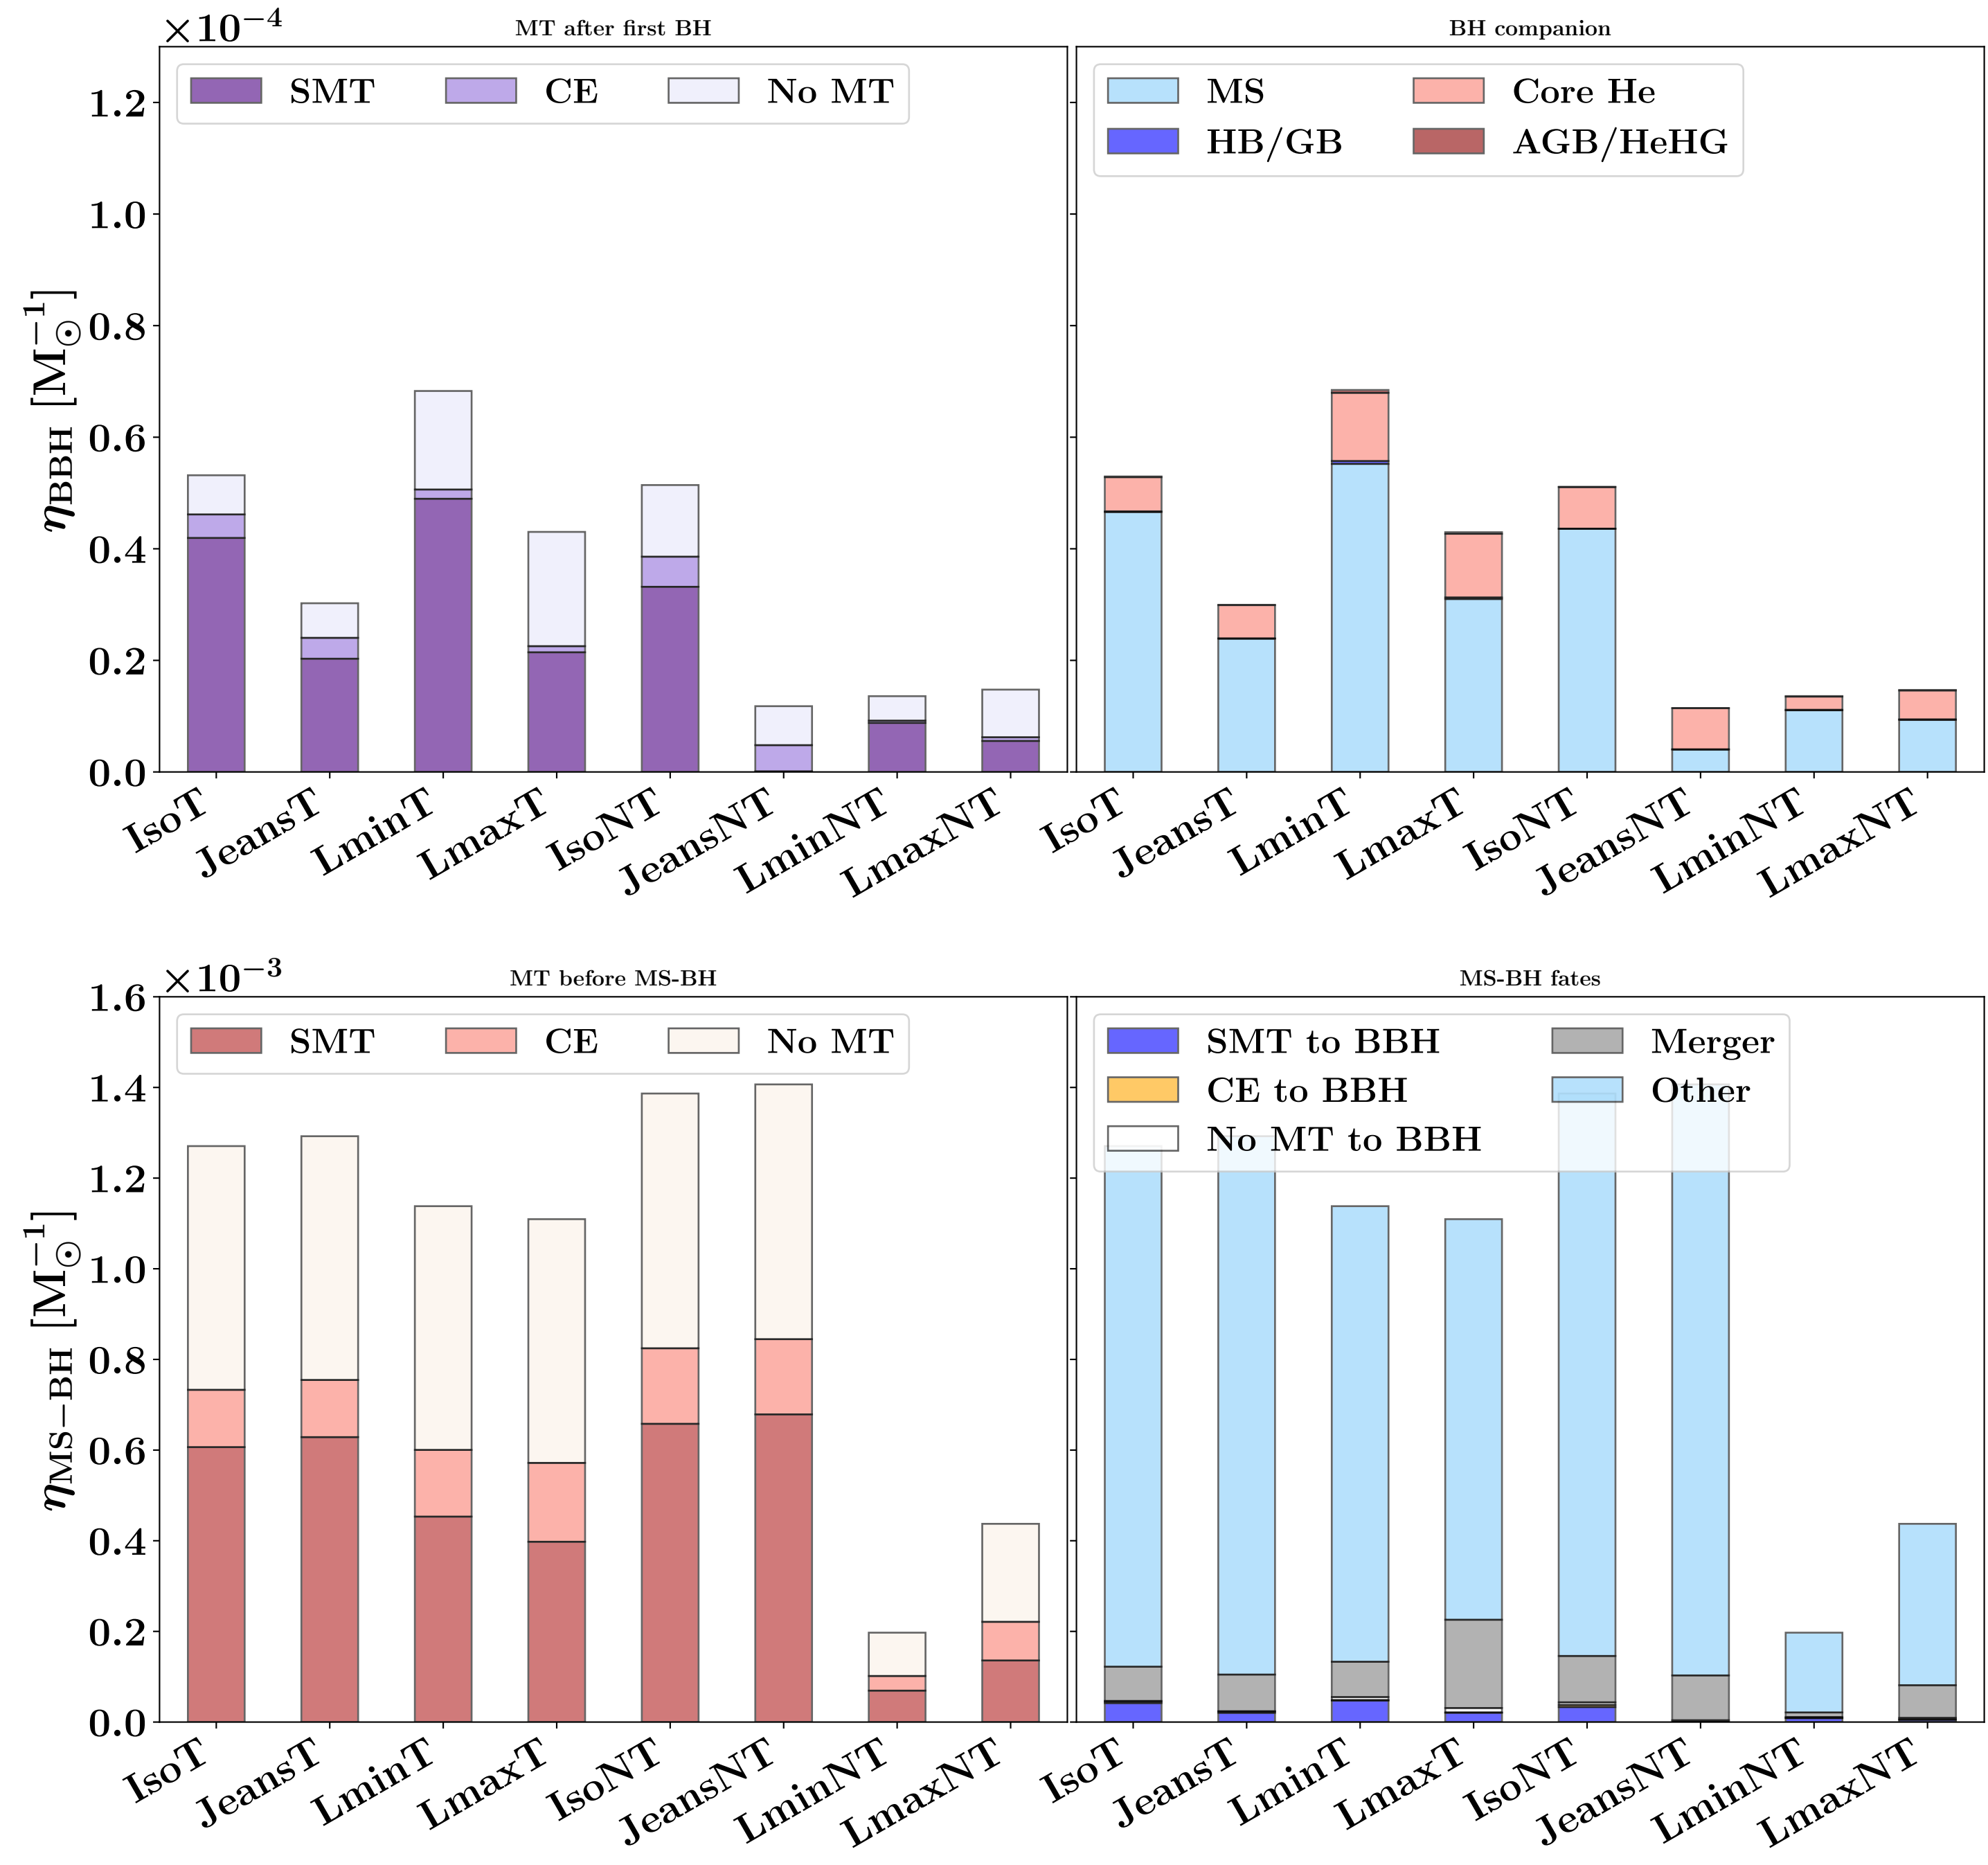 ×10⁻⁴
MT after first BH
SMT CE No MT
1.2
1.0
0.8
0.6
0.4
0.2
0.0
η_BBH [M_⊙⁻¹]
IsoT JeansT LminT LmaxT IsoNT JeansNT LminNT LmaxNT
BH companion
MS Core He
HB/GB AGB/HeHG
IsoT JeansT LminT LmaxT IsoNT JeansNT LminNT LmaxNT
×10⁻³
MT before MS-BH
SMT CE No MT
1.6
1.4
1.2
1.0
0.8
0.6
0.4
0.2
0.0
η_MS−BH [M_⊙⁻¹]
IsoT JeansT LminT LmaxT IsoNT JeansNT LminNT LmaxNT
MS-BH fates
SMT to BBH Merger
CE to BBH Other
No MT to BBH
IsoT JeansT LminT LmaxT IsoNT JeansNT LminNT LmaxNT